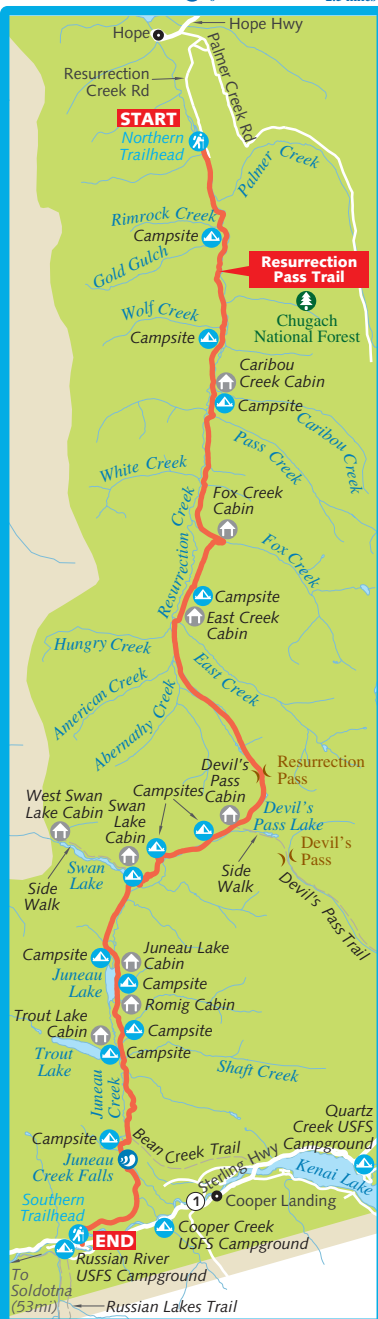 Hope Hwy
Hope
Resurrection
Creek Rd
Palmer Creek Rd
START
Northern
Trailhead
Palmer Creek
Rimrock Creek
Campsite
Gold Gulch
Resurrection
Pass Trail
Wolf Creek
Chugach
National Forest
Campsite
Caribou
Creek Cabin
Campsite
Caribou Creek
Pass Creek
White Creek
Fox Creek
Cabin
Resurrection Creek
Fox Creek
Campsite
East Creek
Cabin
Hungry Creek
East Creek
American Creek
Abernathy Creek
Devil's
Pass
Cabin
Resurrection
Pass
West Swan
Lake Cabin
Campsites
Swan
Lake
Cabin
Devil's
Pass Lake
Devil's
Pass
Swan
Lake
Side
Walk
Side
Walk
Devil's Pass Trail
Campsite
Juneau Lake
Cabin
Juneau
Lake
Campsite
Romig Cabin
Trout Lake
Cabin
Campsite
Trout
Lake
Campsite
Juneau
Creek
Shaft Creek
Quartz
Creek USFS
Campground
Campsite
Bean Creek Trail
Juneau
Creek Falls
Sterling Hwy
Kenai Lake
1
Cooper Landing
Southern
Trailhead
END
Cooper Creek
USFS Campground
Russian River
USFS Campground
To
Soldotna
(53mi)
Russian Lakes Trail